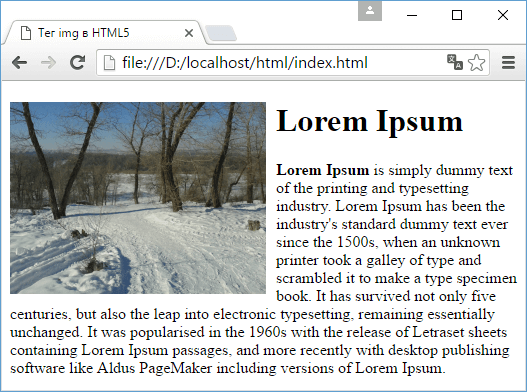 Тег img в HTML5
file:///D:/localhost/html/index.html
Lorem Ipsum
Lorem Ipsum is simply dummy text
of the printing and typesetting
industry. Lorem Ipsum has been the
industry's standard dummy text ever
since the 1500s, when an unknown
printer took a galley of type and
scrambled it to make a type specimen
book. It has survived not only five
centuries, but also the leap into electronic typesetting, remaining essentially
unchanged. It was popularised in the 1960s with the release of Letraset sheets
containing Lorem Ipsum passages, and more recently with desktop publishing
software like Aldus PageMaker including versions of Lorem Ipsum.